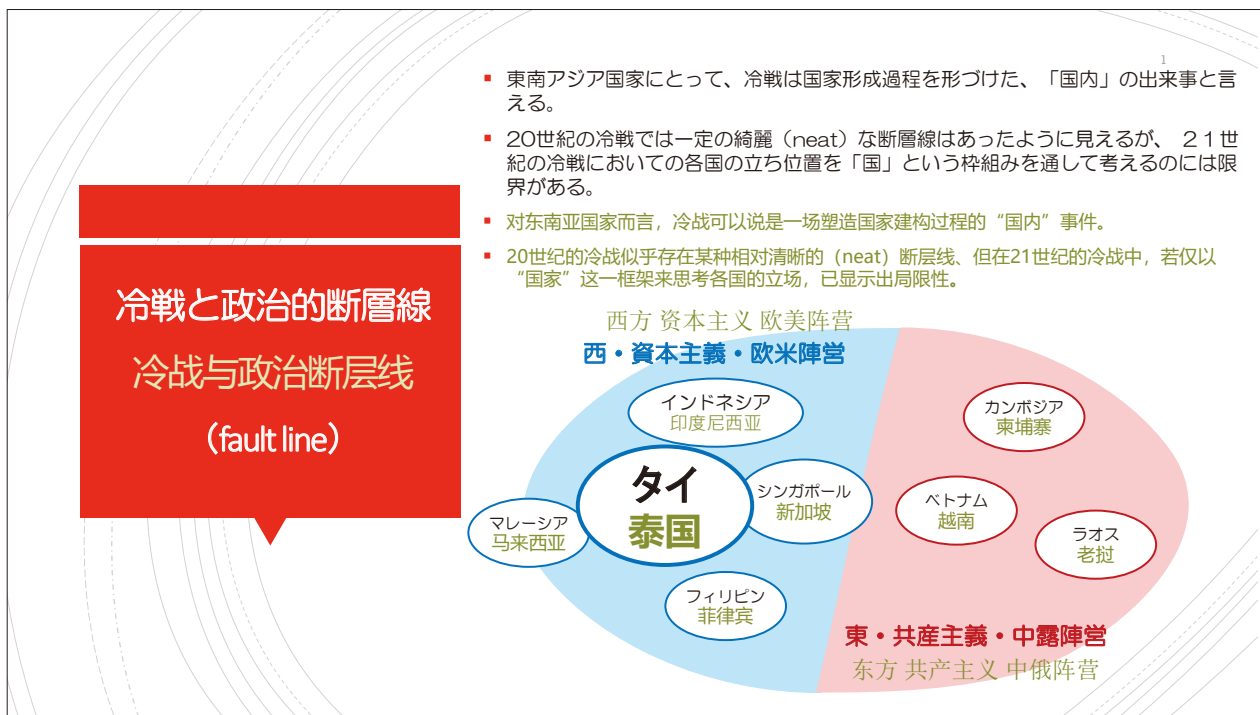 1
冷戦と政治的断層線
冷战与政治断层线
（fault line）
▪ 東南アジア国家にとって、冷戦は国家形成過程を形づけた、「国内」の出来事と言
える。
▪ 20世紀の冷戦では一定の綺麗（neat）な断層線はあったように見えるが、 ２１世
紀の冷戦においての各国の立ち位置を「国」という枠組みを通して考えるのには限
界がある。
▪ 对东南亚国家而言，冷战可以说是一场塑造国家建构过程的“国内”事件。
▪ 20世纪的冷战似乎存在某种相对清晰的（neat）断层线、但在21世纪的冷战中，若仅以
“国家”这一框架来思考各国的立场，已显示出局限性。
西方 资本主义 欧美阵营
西・資本主義・欧米陣営
インドネシア
印度尼西亚
タイ
泰国
シンガポール
新加坡
マレーシア
马来西亚
フィリピン
菲律宾
カンボジア
柬埔寨
ベトナム
越南
ラオス
老挝
東・共産主義・中露陣営
东方 共产主义 中俄阵营